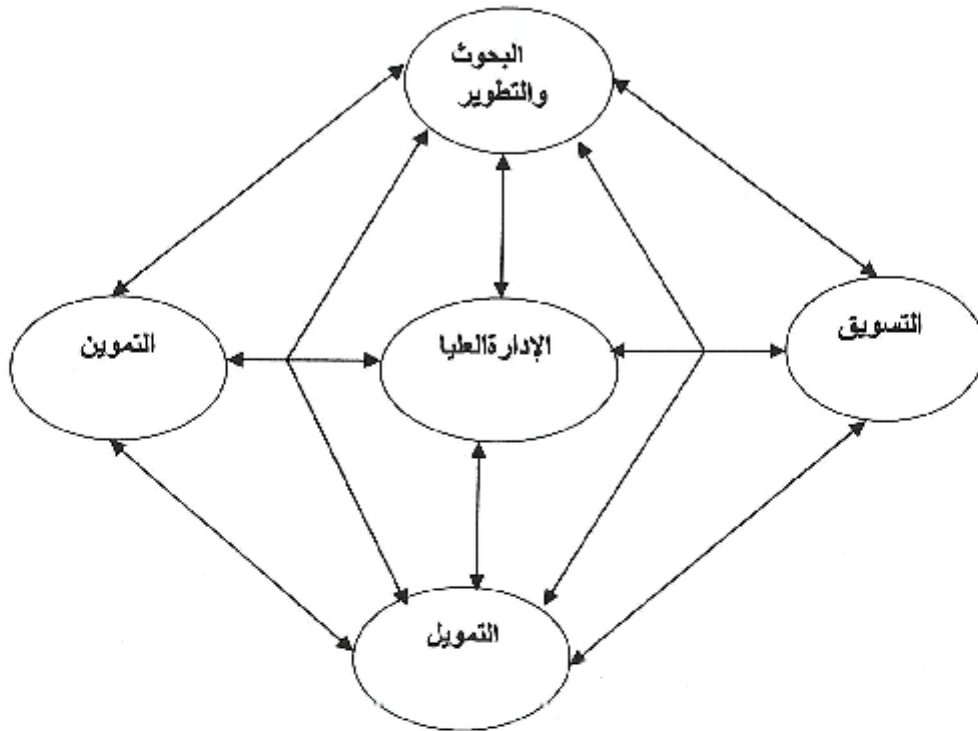 البحوث
والتطوير
التسويق
الإدارةالعليا
التموين
التمويل